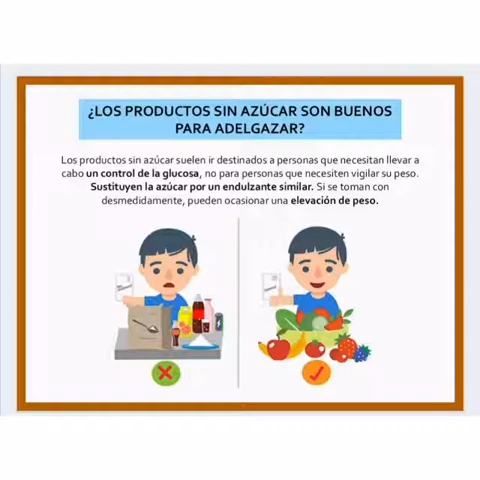 ¿LOS PRODUCTOS SIN AZÚCAR SON BUENOS
PARA ADELGAZAR?
Los productos sin azúcar suelen ir destinados a personas que necesitan llevar a
cabo un control de la glucosa, no para personas que necesiten vigilar su peso.
Sustituyen la azúcar por un endulzante similar. Si se toman con
desmedidamente, pueden ocasionar una elevación de peso.